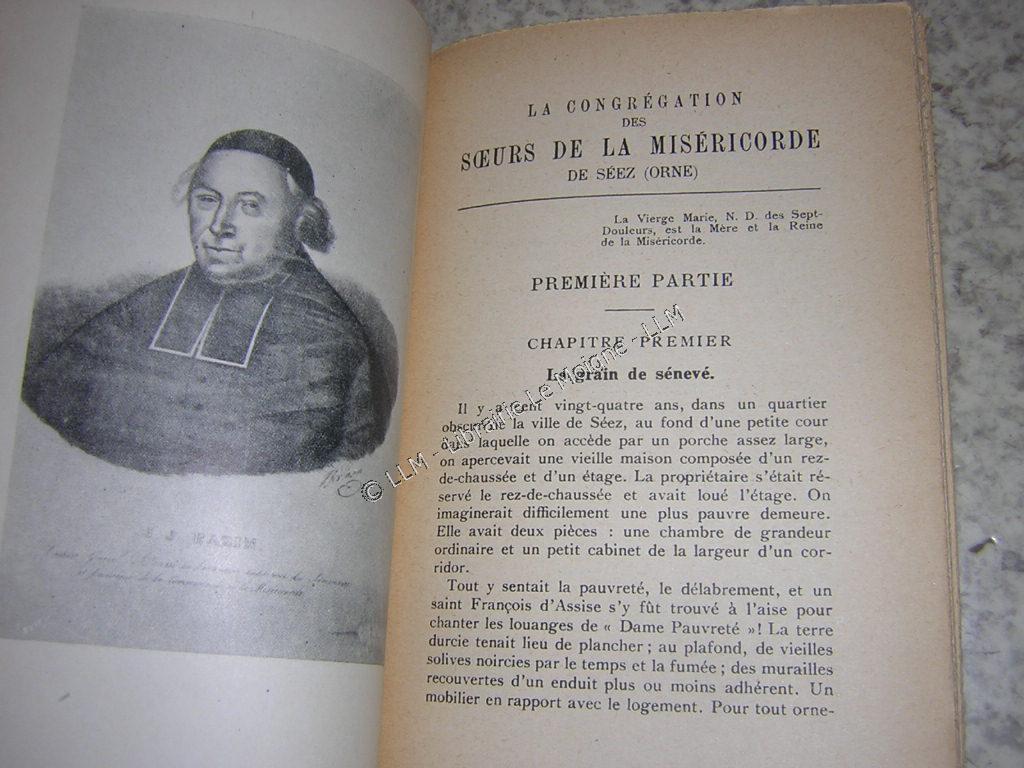 J. J. BAZIN
LA CONGRÉGATION
DES
SŒURS DE LA MISÉRICORDE
DE SÉEZ (ORNE)
La Vierge Marie, N. D. des Sept-
Douleurs, est la Mère et la Reine
de la Miséricorde.
PREMIÈRE PARTIE
CHAPITRE PREMIER
Le grain de sénevé.
Il y a cent vingt-quatre ans, dans un quartier
obscur de la ville de Séez, au fond d'une petite cour
dans laquelle on accède par un porche assez large,
on apercevait une vieille maison composée d'un rez-
de-chaussée et d'un étage. La propriétaire s'était ré-
servé le rez-de-chaussée et avait loué l'étage. On
imaginerait difficilement une plus pauvre demeure.
Elle avait deux pièces : une chambre de grandeur
ordinaire et un petit cabinet de la largeur d'un cor-
ridor.
Tout y sentait la pauvreté, le délabrement, et un
saint François d'Assise s'y fût trouvé à l'aise pour
chanter les louanges de « Dame Pauvreté »! La terre
durcie tenait lieu de plancher ; au plafond, de vieilles
solives noircies par le temps et la fumée ; des murailles
recouvertes d'un enduit plus ou moins adhérent. Un
mobilier en rapport avec le logement. Pour tout orne-
© LLM - Librairie Le Moigne - LLM